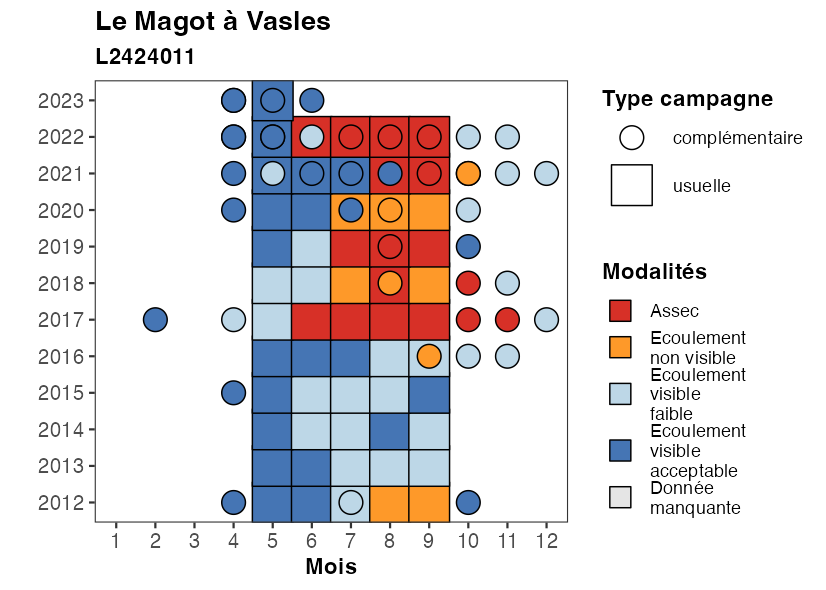 Le Magot à Vasles
L2424011
2023
2022
2021
2020
2019
2018
2017
2016
2015
2014
2013
2012
1 2 3 4 5 6 7 8 9 10 11 12
Mois
Type campagne
complémentaire
usuelle
Modalités
Assec
Ecoulement
non visible
Ecoulement
visible
faible
Ecoulement
visible
acceptable
Donnée
manquante